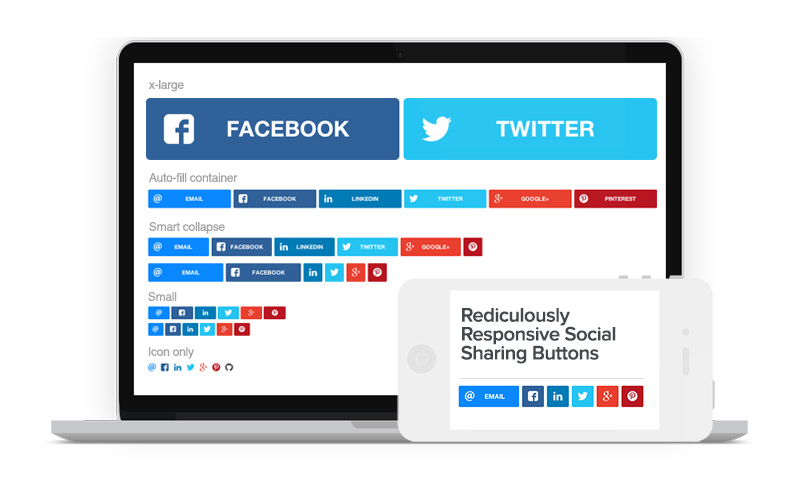 x-large
FACEBOOK TWITTER
Auto-fill container
EMAIL FACEBOOK LINKEDIN TWITTER GOOGLE+ PINTEREST
Smart collapse
EMAIL FACEBOOK LINKEDIN TWITTER GOOGLE+
EMAIL FACEBOOK
Small
Icon only
Rediculously
Responsive Social
Sharing Buttons
EMAIL